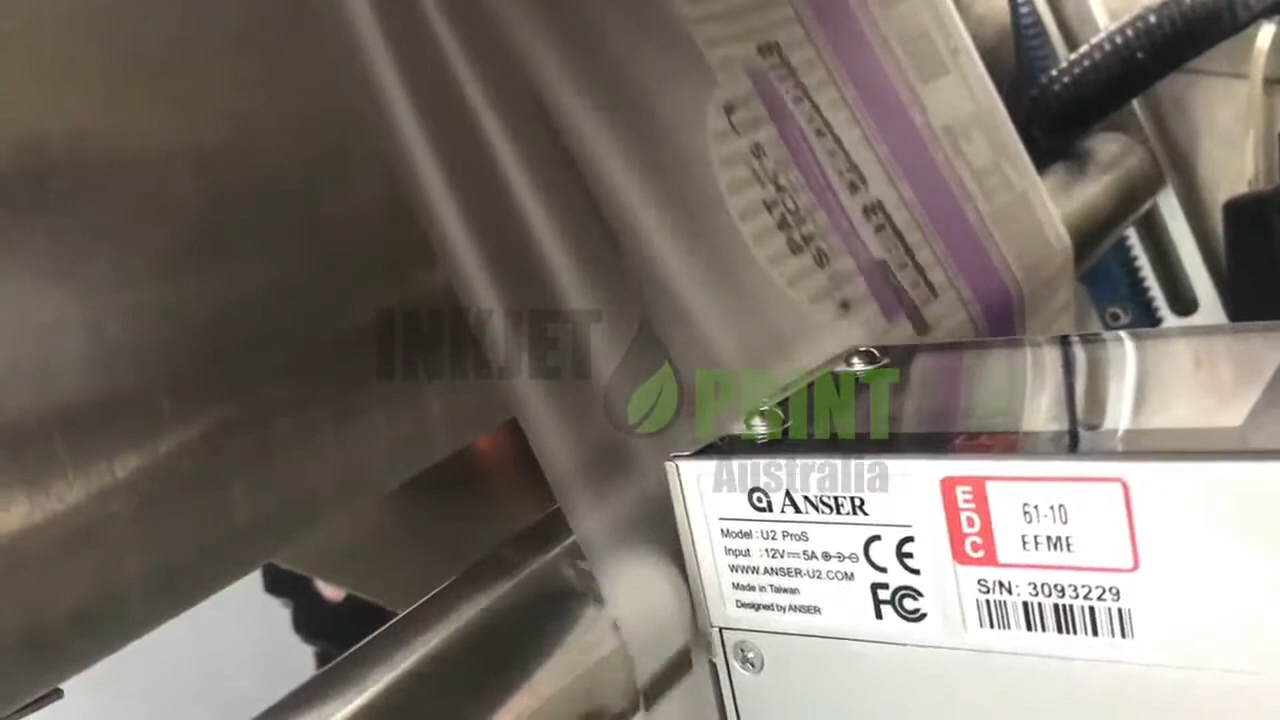 INKJET
PRINT
Australia
ANSER
Model : U2 ProS
Input : 12V⎓5A
WWW.ANSER-U2.COM
Made in Taiwan
Designed by ANSER
CE
FC
EDC
61-10
EFME
S/N: 3093229